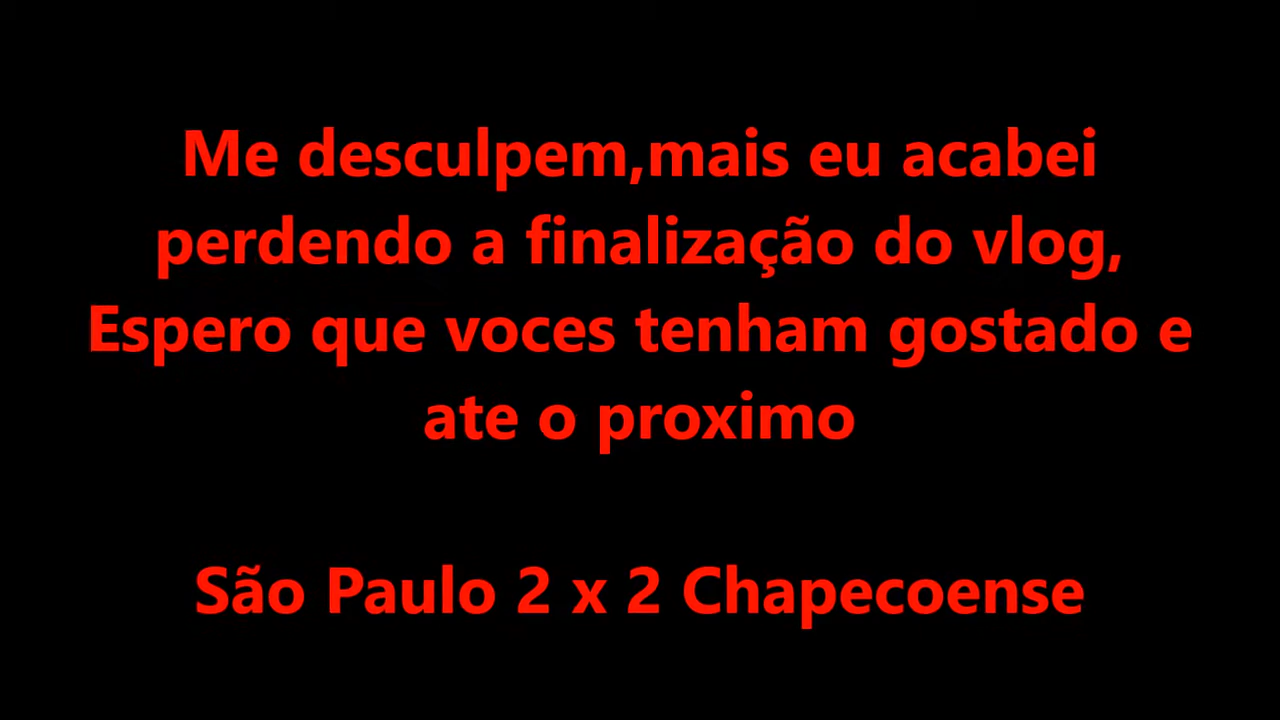 Me desculpem,mais eu acabei
perdendo a finalização do vlog,
Espero que voces tenham gostado e
ate o proximo
São Paulo 2 x 2 Chapecoense